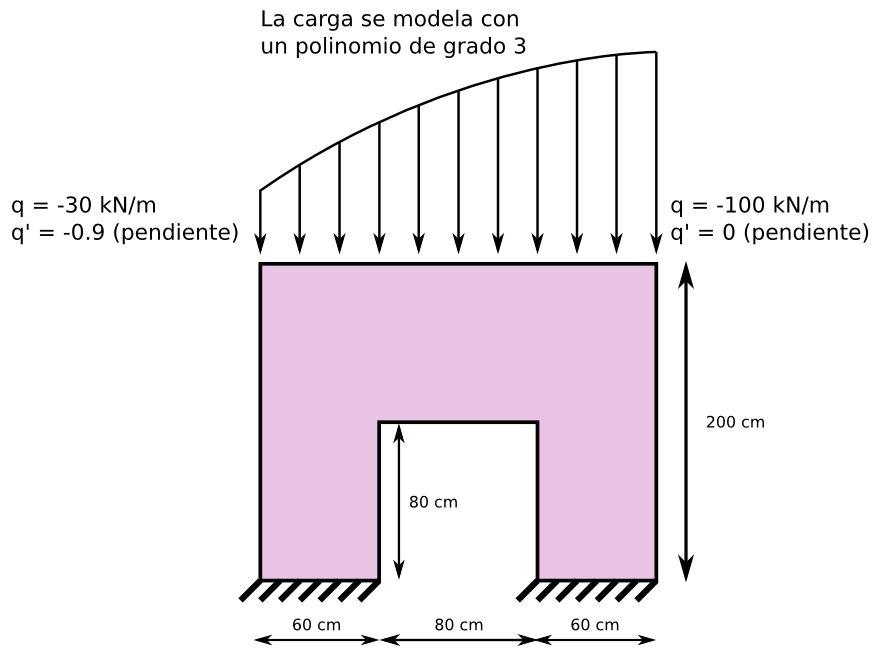 La carga se modela con
un polinomio de grado 3
q = -30 kN/m
q' = -0.9 (pendiente)
q = -100 kN/m
q' = 0 (pendiente)
200 cm
80 cm
60 cm
80 cm
60 cm